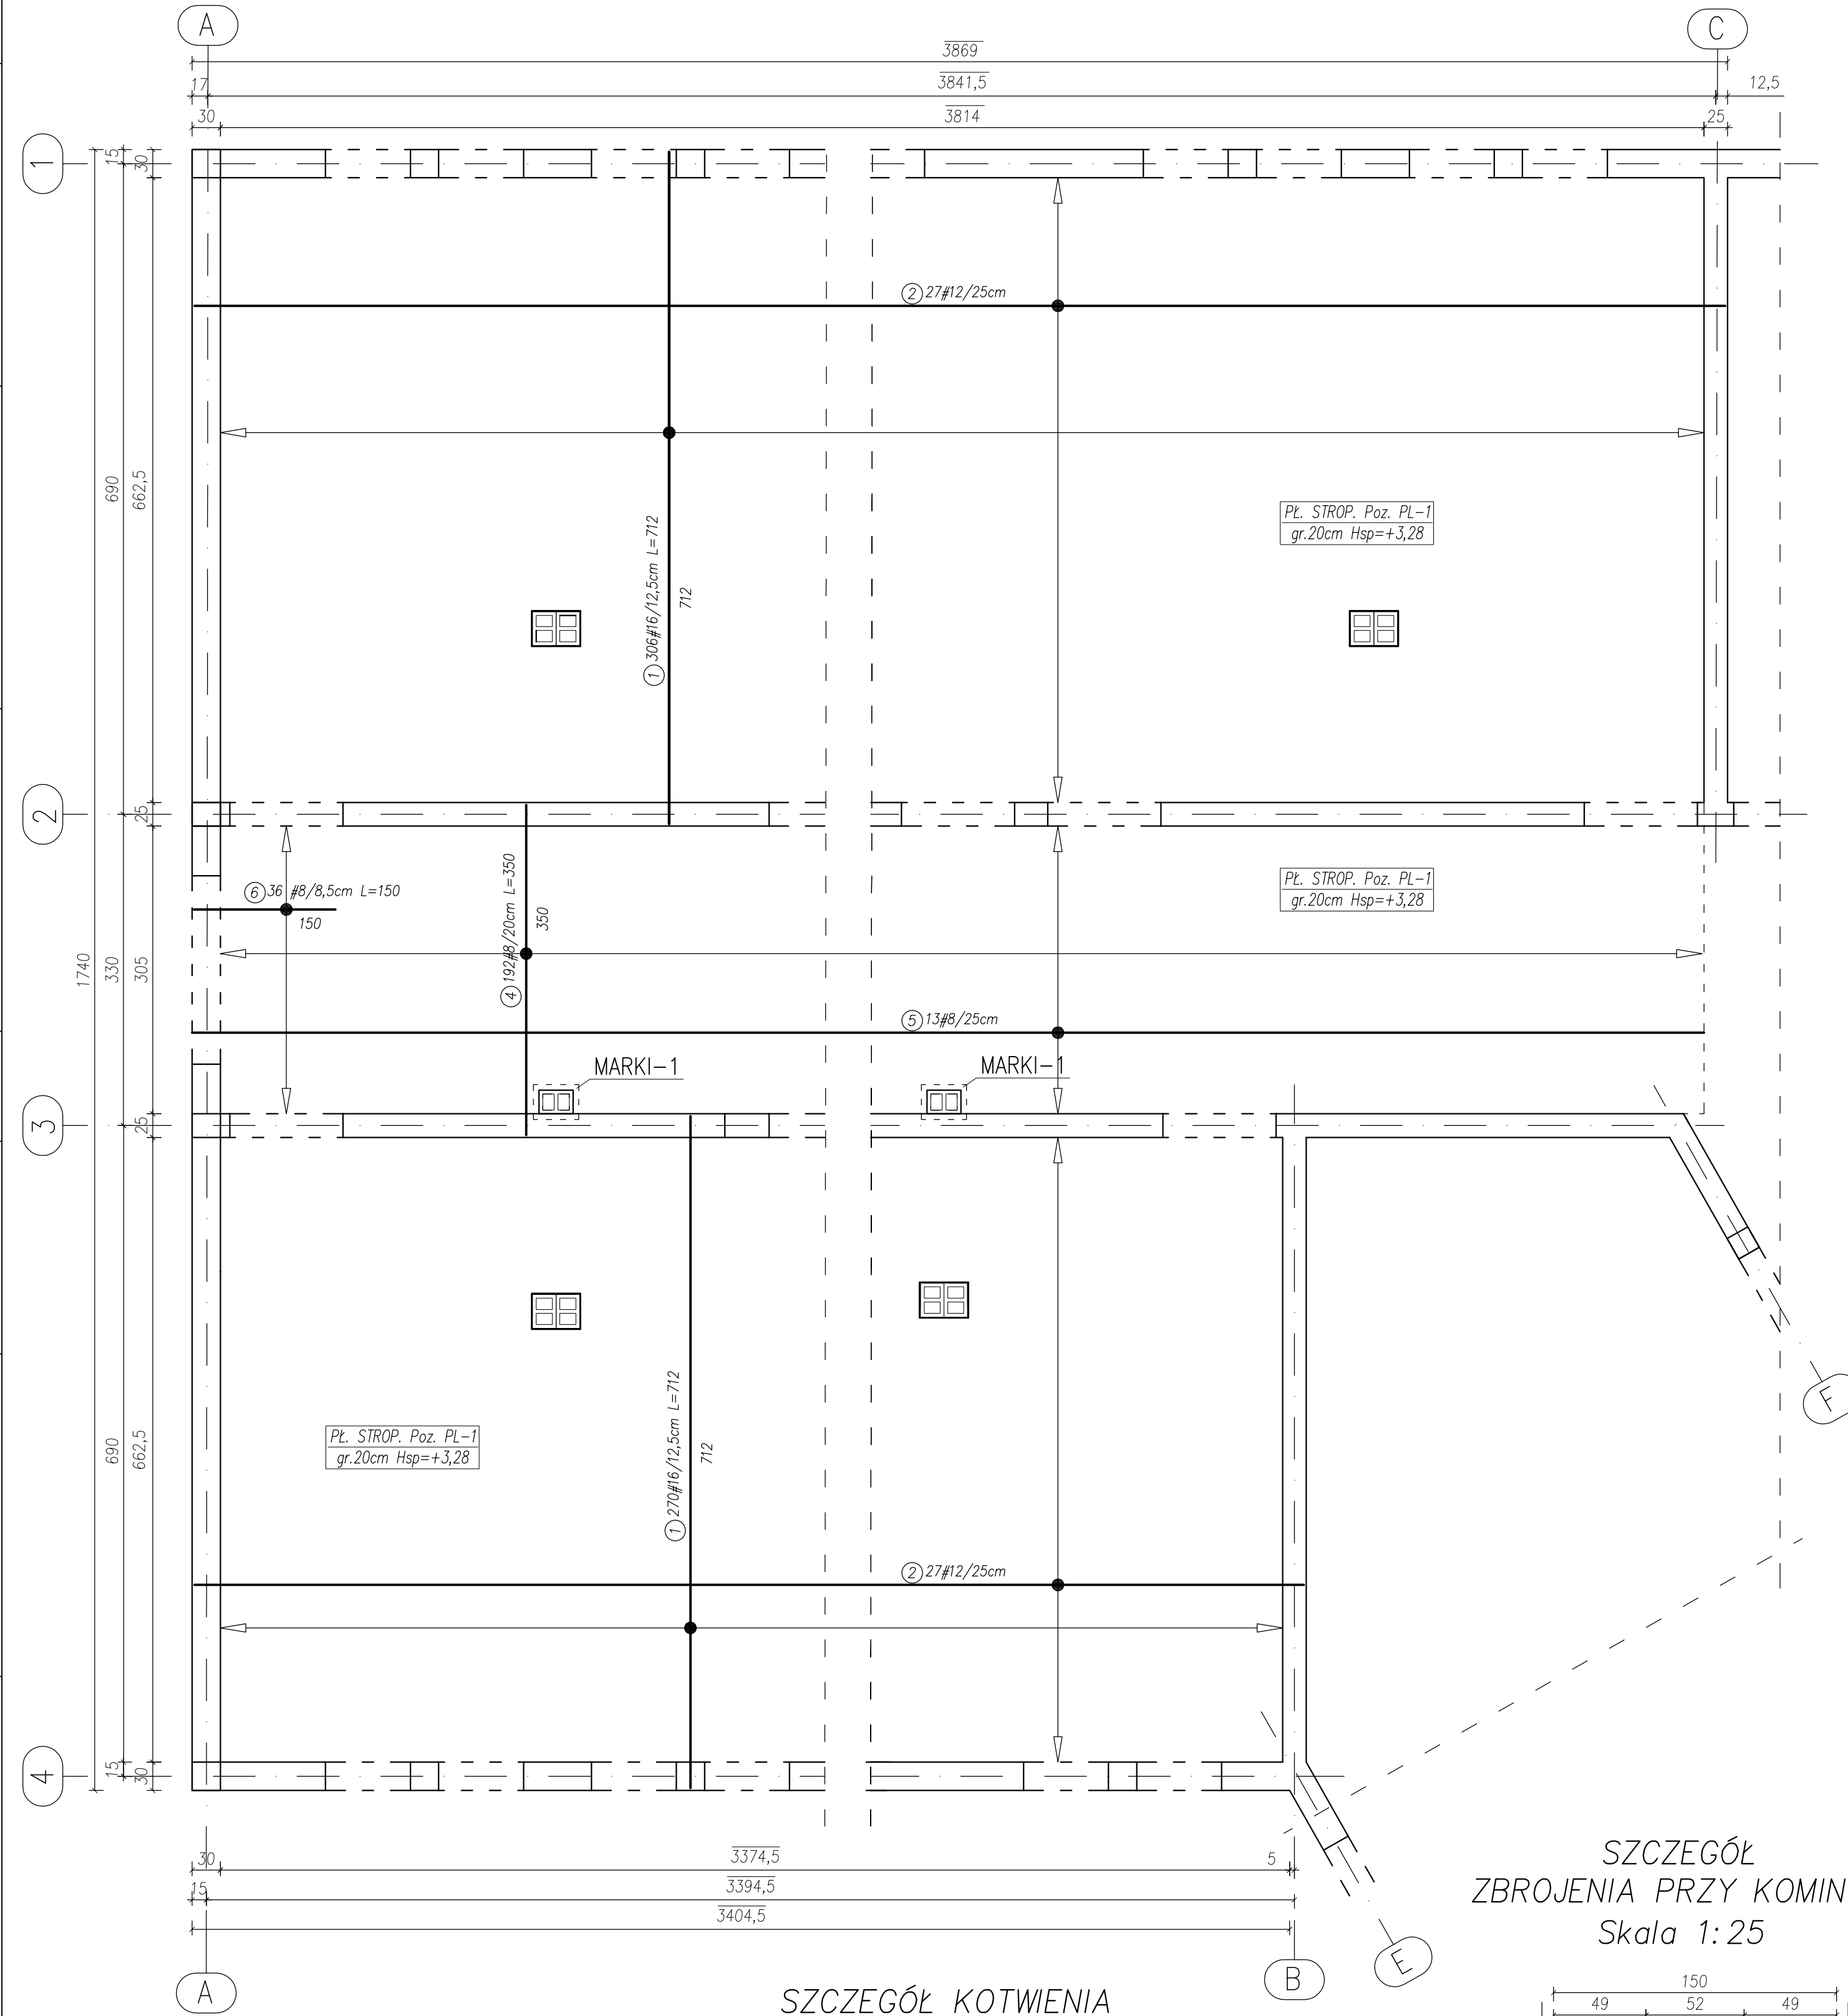 A
C
3869
17
3841,5
12,5
30
3814
25
1
15
30
2 27#12/25cm
690
662,5
1 306#16/12,5cm L=712
712
PŁ. STROP. Poz. PL-1
gr.20cm Hsp=+3,28
2
25
6 36 #8/8,5cm L=150
150
4 192#8/20cm L=350
350
PŁ. STROP. Poz. PL-1
gr.20cm Hsp=+3,28
1740
330
305
5 13#8/25cm
MARKI-1
MARKI-1
3
25
690
662,5
1 270#16/12,5cm L=712
712
PŁ. STROP. Poz. PL-1
gr.20cm Hsp=+3,28
F
2 27#12/25cm
4
15
30
30
3374,5
5
15
3394,5
3404,5
A
B
E
SZCZEGÓŁ
ZBROJENIA PRZY KOMIN
Skala 1:25
SZCZEGÓŁ KOTWIENIA
150
49
52
49